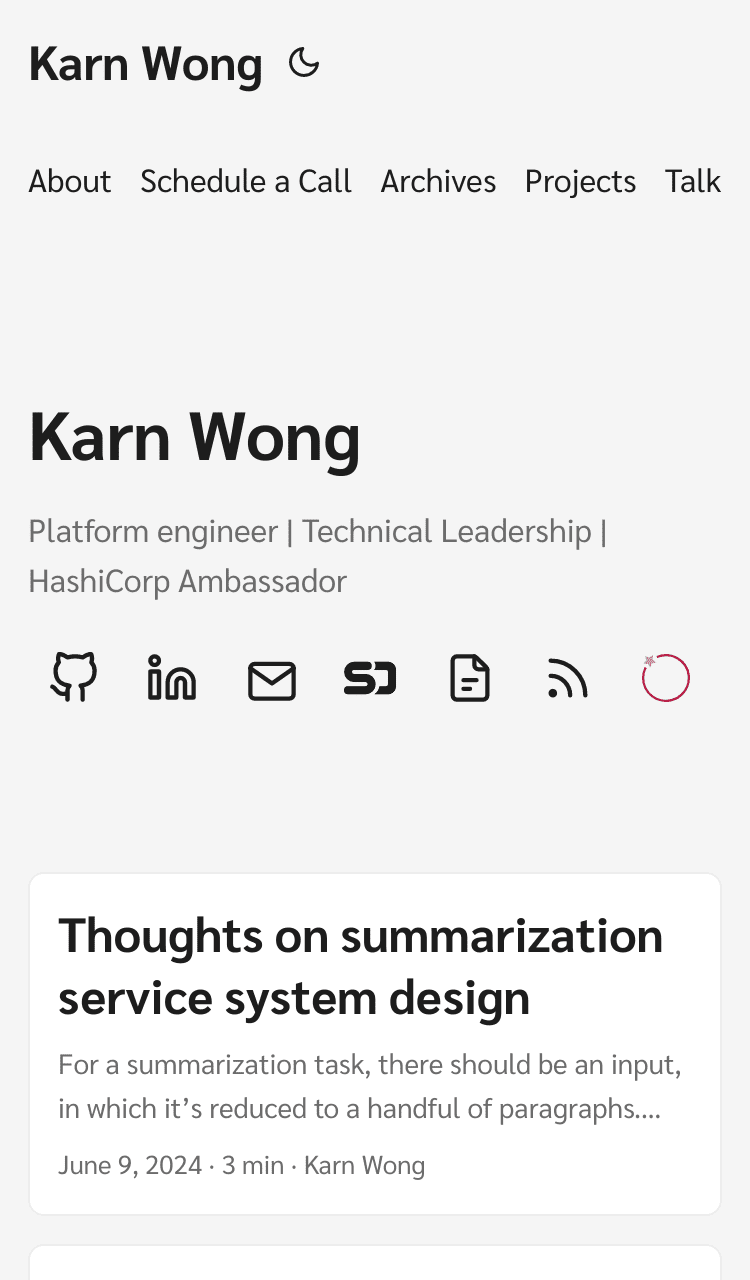 Karn Wong
About Schedule a Call Archives Projects Talk
Karn Wong
Platform engineer | Technical Leadership |
HashiCorp Ambassador
Thoughts on summarization
service system design
For a summarization task, there should be an input,
in which it’s reduced to a handful of paragraphs....
June 9, 2024 · 3 min · Karn Wong